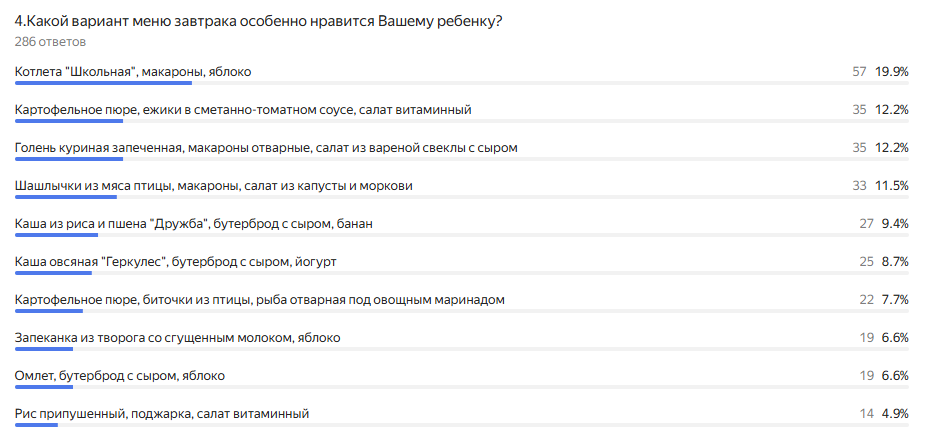 4.Какой вариант меню завтрака особенно нравится Вашему ребенку?
286 ответов
Котлета "Школьная", макароны, яблоко 57 19.9%
Картофельное пюре, ежики в сметанно-томатном соусе, салат витаминный 35 12.2%
Голень куриная запеченная, макароны отварные, салат из вареной свеклы с сыром 35 12.2%
Шашлычки из мяса птицы, макароны, салат из капусты и моркови 33 11.5%
Каша из риса и пшена "Дружба", бутерброд с сыром, банан 27 9.4%
Каша овсяная "Геркулес", бутерброд с сыром, йогурт 25 8.7%
Картофельное пюре, биточки из птицы, рыба отварная под овощным маринадом 22 7.7%
Запеканка из творога со сгущенным молоком, яблоко 19 6.6%
Омлет, бутерброд с сыром, яблоко 19 6.6%
Рис припушенный, поджарка, салат витаминный 14 4.9%